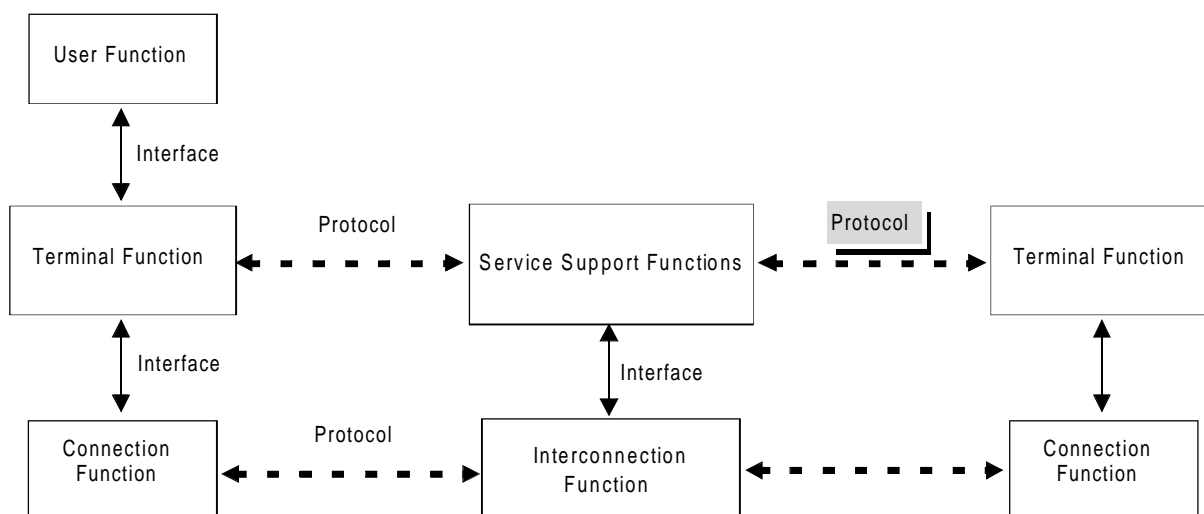 User Function
Interface
Terminal Function
Protocol
Service Support Functions
Protocol
Terminal Function
Interface
Interface
Connection
Function
Protocol
Interconnection
Function
Connection
Function